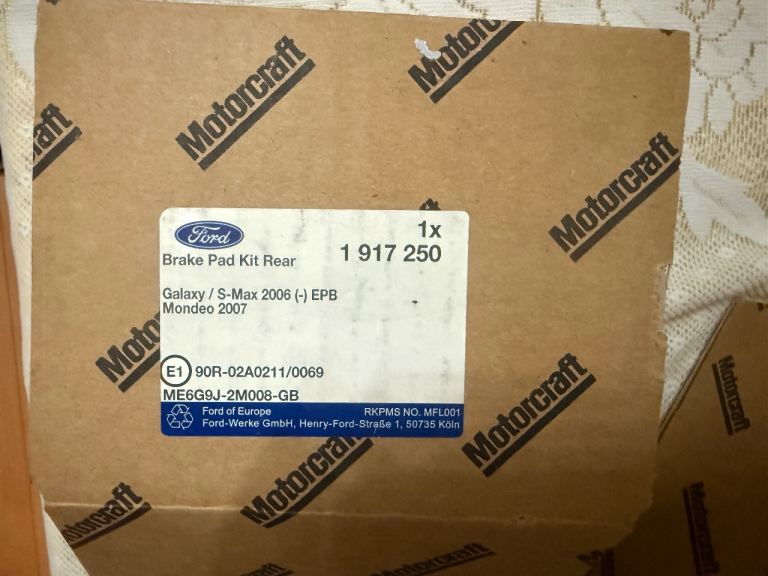 Motorcraft
Motorcraft
Motorcraft
Ford
1x
Brake Pad Kit Rear
1 917 250
Galaxy / S-Max 2006 (-) EPB
Mondeo 2007
E1 90R-02A0211/0069
ME6G9J-2M008-GB
Ford of Europe
RKPMS NO. MFL001
Ford-Werke GmbH, Henry-Ford-Straße 1, 50735 Köln
Motorcraft
Motorcraft
Motorcraft
Motorcraft
Motorcraft